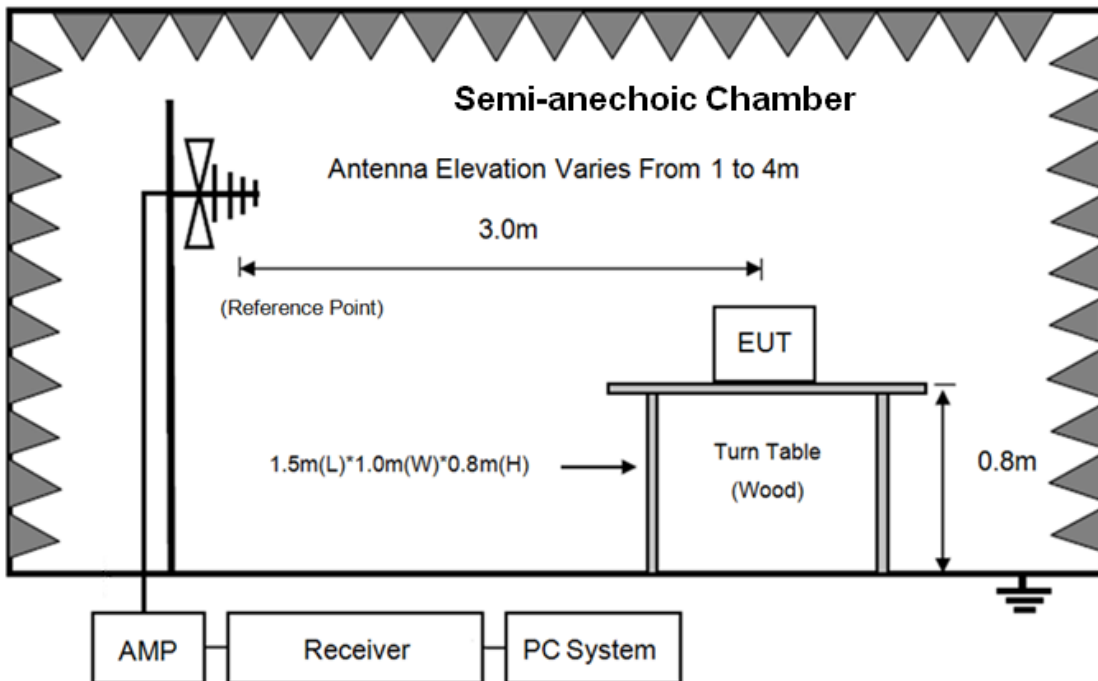 Semi-anechoic Chamber
Antenna Elevation Varies From 1 to 4m
3.0m
(Reference Point)
EUT
1.5m(L)*1.0m(W)*0.8m(H)
Turn Table
(Wood)
0.8m
AMP
Receiver
PC System